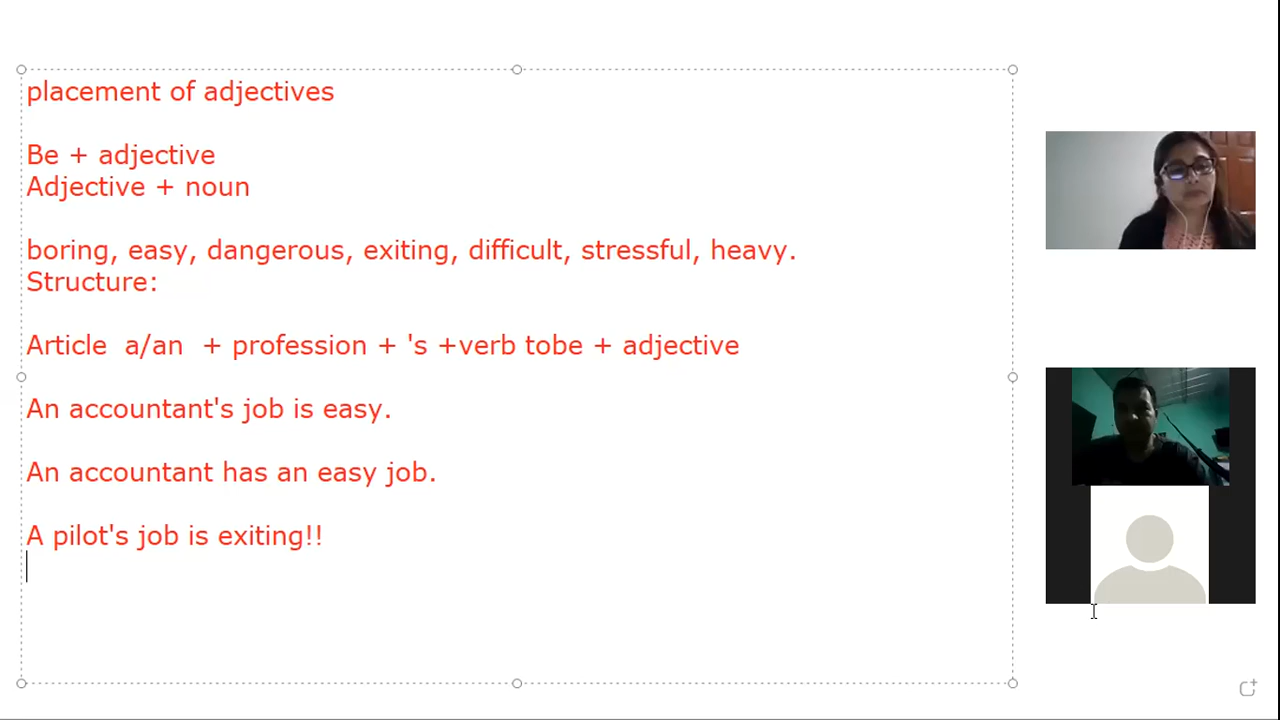 placement of adjectives
Be + adjective
Adjective + noun
boring, easy, dangerous, exiting, difficult, stressful, heavy.
Structure:
Article  a/an  + profession + 's +verb tobe + adjective
An accountant's job is easy.
An accountant has an easy job.
A pilot's job is exiting!!